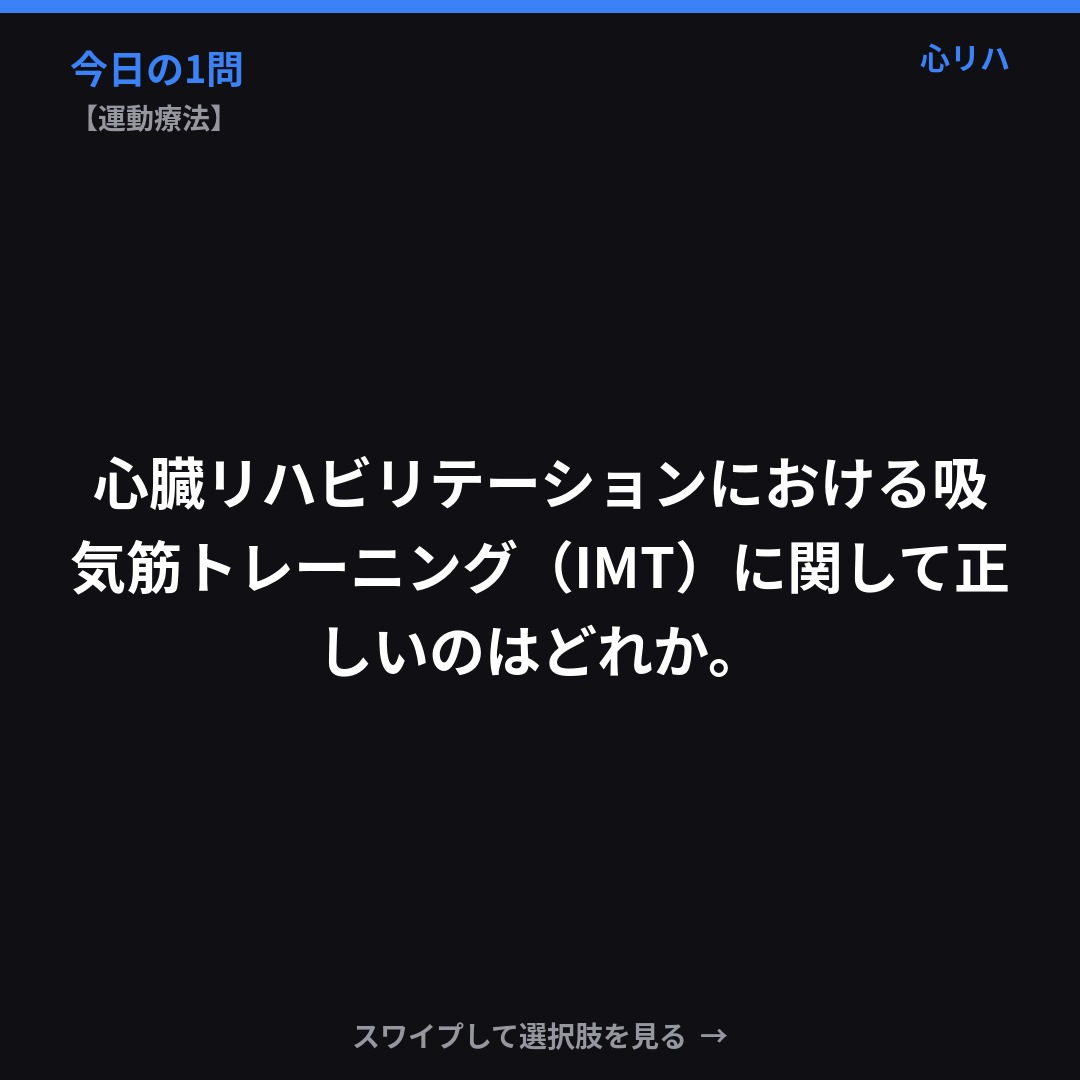 今日の1問
心リハ
【運動療法】
心臓リハビリテーションにおける吸
気筋トレーニング（IMT）に関して正
しいのはどれか。
スワイプして選択肢を見る →